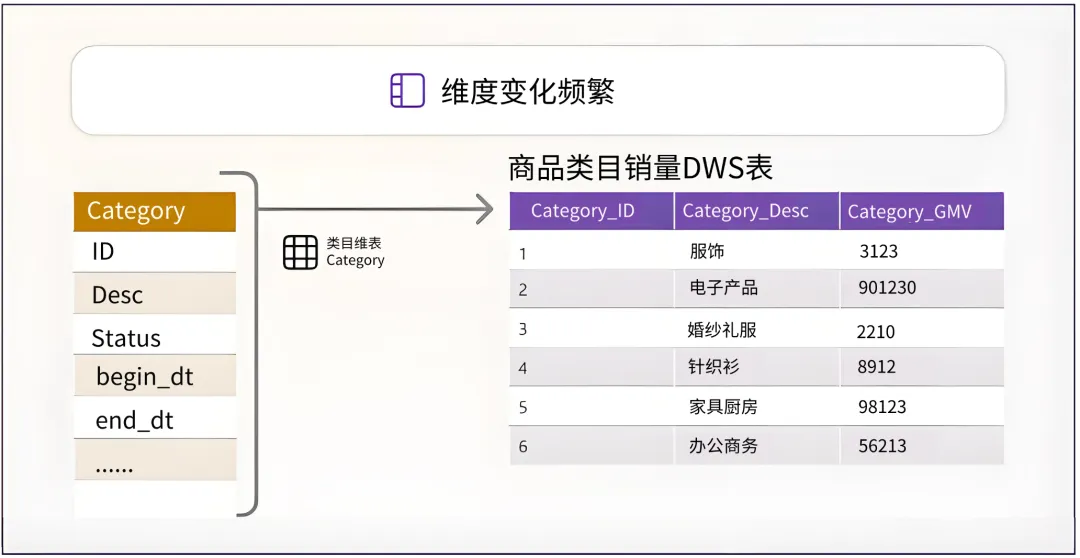 维度变化频繁
商品类目销量DWS表
Category
ID
Desc
Status
begin_dt
end_dt
......
类目维表
Category
Category_ID Category_Desc Category_GMV
1 服饰 3123
2 电子产品 901230
3 婚纱礼服 2210
4 针织衫 8912
5 家具厨房 98123
6 办公商务 56213